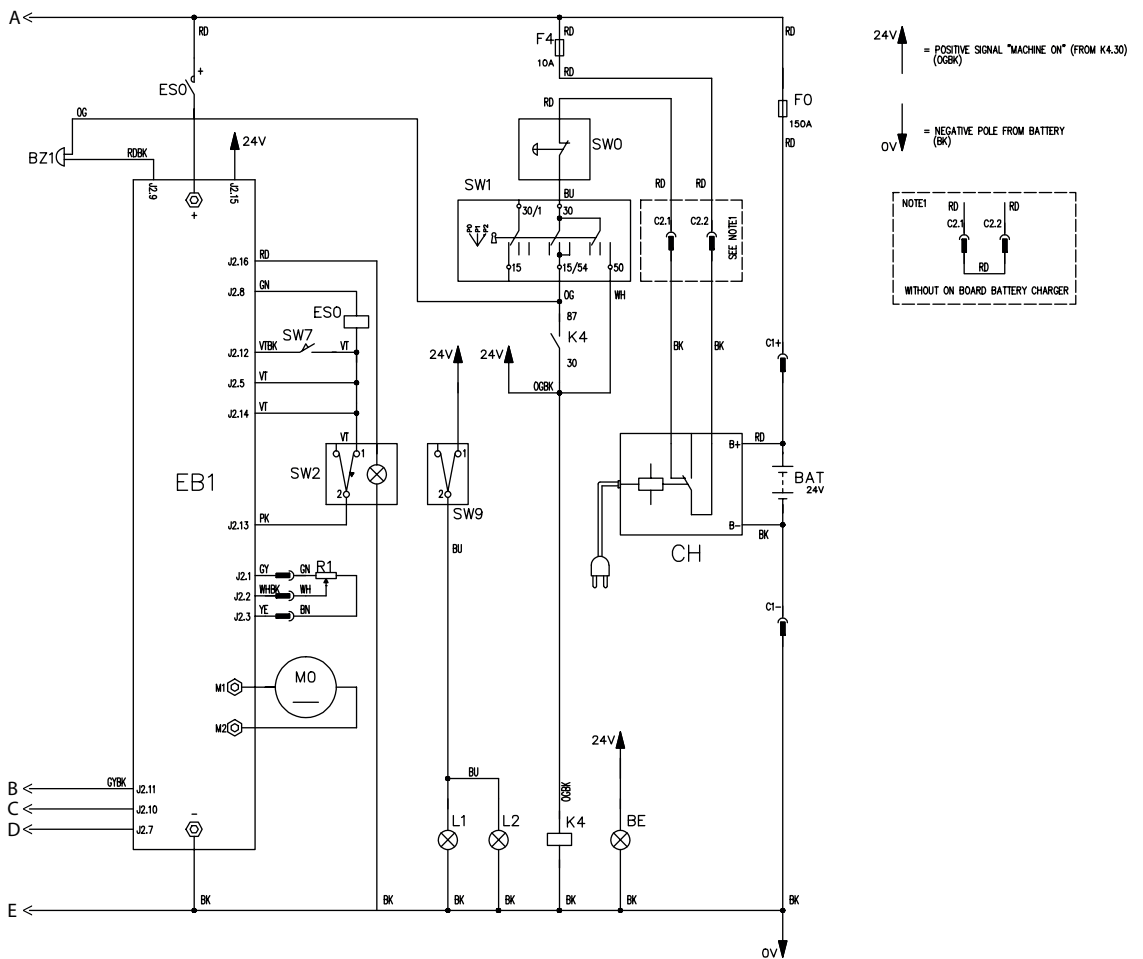 A
RD
RD
RD
F4
10A
RD
ES0
+
OG
BZ1
RDBK
24V
J2.9
J2.15
+
RD
SW0
F0
150A
RD
24V
= POSITIVE SIGNAL "MACHINE ON" (FROM K4.30)
(OGBK)
0V
= NEGATIVE POLE FROM BATTERY
(BK)
SW1
BU
30/1
30
P0
P1
P2
15
15/54
50
RD
RD
C2.1
C2.2
SEE NOTE1
NOTE1
RD
RD
C2.1
C2.2
RD
WITHOUT ON BOARD BATTERY CHARGER
J2.16
RD
J2.8
GN
ES0
OG
WH
87
K4
30
SW7
J2.12
VTBK
VT
24V
24V
BK
BK
C1+
J2.5
VT
OGBK
J2.14
VT
VT
1
SW2
2
1
2
SW9
B+
RD
BAT
24V
EB1
J2.13
PK
B-
BK
CH
BU
J2.1
GY
GN
R1
J2.2
WHBK
WH
J2.3
YE
BN
C1-
M0
M1
M2
24V
B
GYBK
J2.11
C
J2.10
D
J2.7
-
BU
OGBK
L1
L2
K4
BE
E
BK
BK
BK
BK
BK
BK
BK
0V